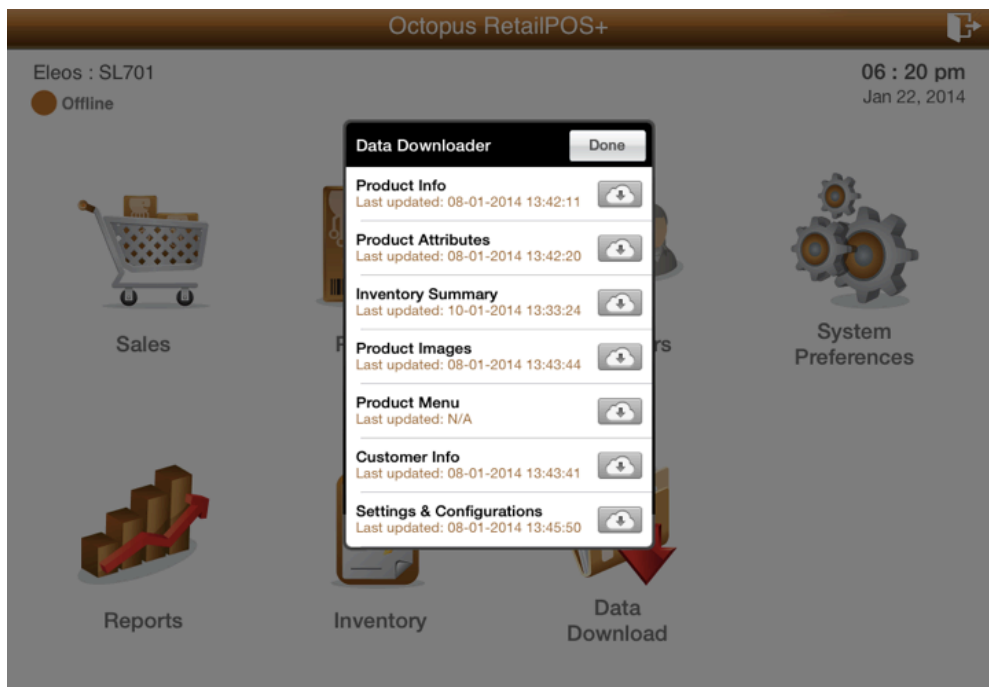 Octopus RetailPOS+
Eleos : SL701
06 : 20 pm
Offline
Jan 22, 2014
Data Downloader
Done
Product Info
Last updated: 08-01-2014 13:42:11
Product Attributes
Last updated: 08-01-2014 13:42:20
Inventory Summary
Last updated: 10-01-2014 13:33:24
Product Images
Last updated: 08-01-2014 13:43:44
Product Menu
Last updated: N/A
Customer Info
Last updated: 08-01-2014 13:43:41
Settings & Configurations
Last updated: 08-01-2014 13:45:50
Sales
System
Preferences
Reports
Inventory
Data
Download